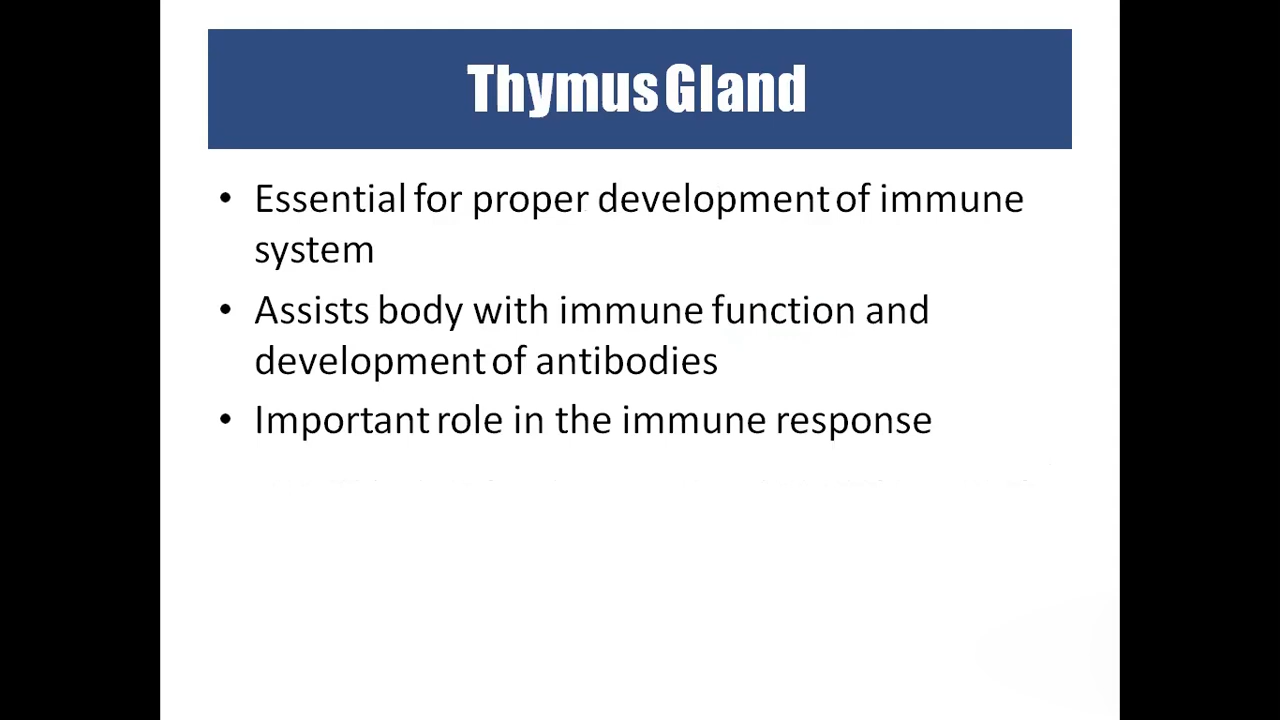 Thymus Gland
• Essential for proper development of immune
system
• Assists body with immune function and
development of antibodies
• Important role in the immune response